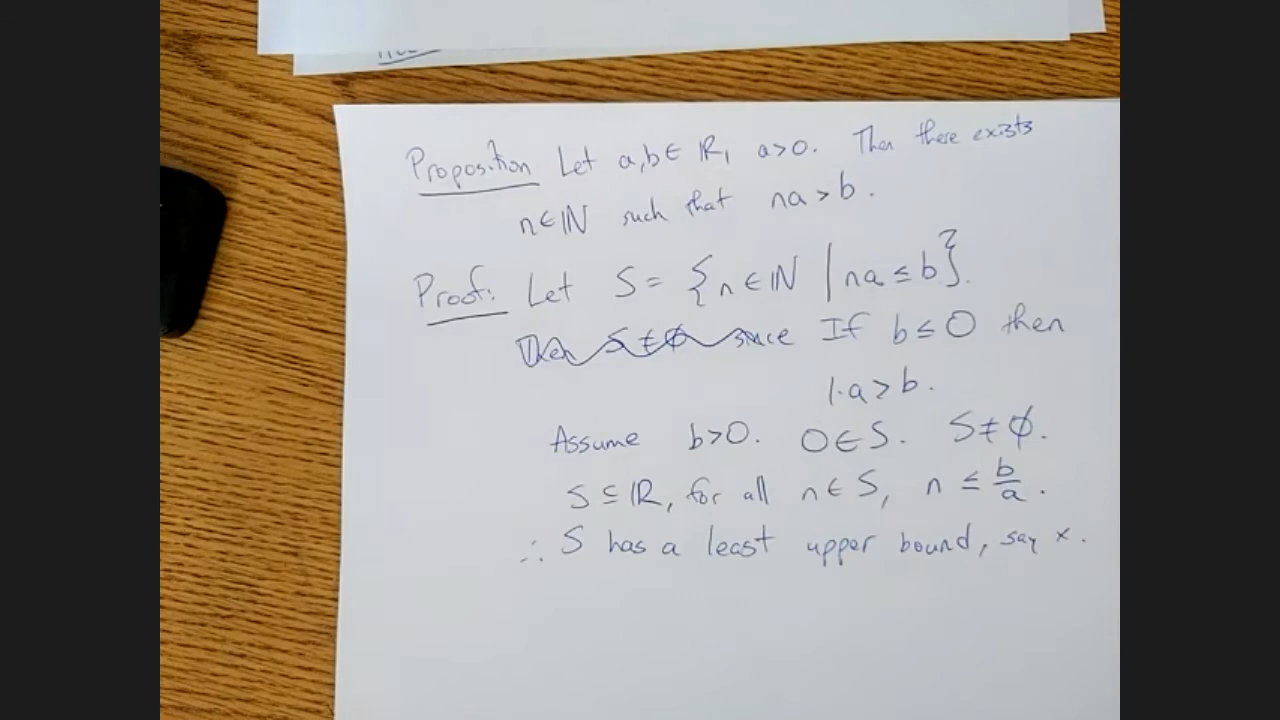 Proposition Let a,b ∈ ℝ, a>0. Then there exists
n∈ℕ such that na > b.
Proof: Let S = {n ∈ ℕ | na ≤ b}.
Then S ≠ ∅ since If b ≤ 0 then
1·a > b.
Assume b>0. 0 ∈ S. S ≠ ∅.
S ⊆ ℝ, for all n ∈ S, n ≤ b/a.
∴ S has a least upper bound, say x.